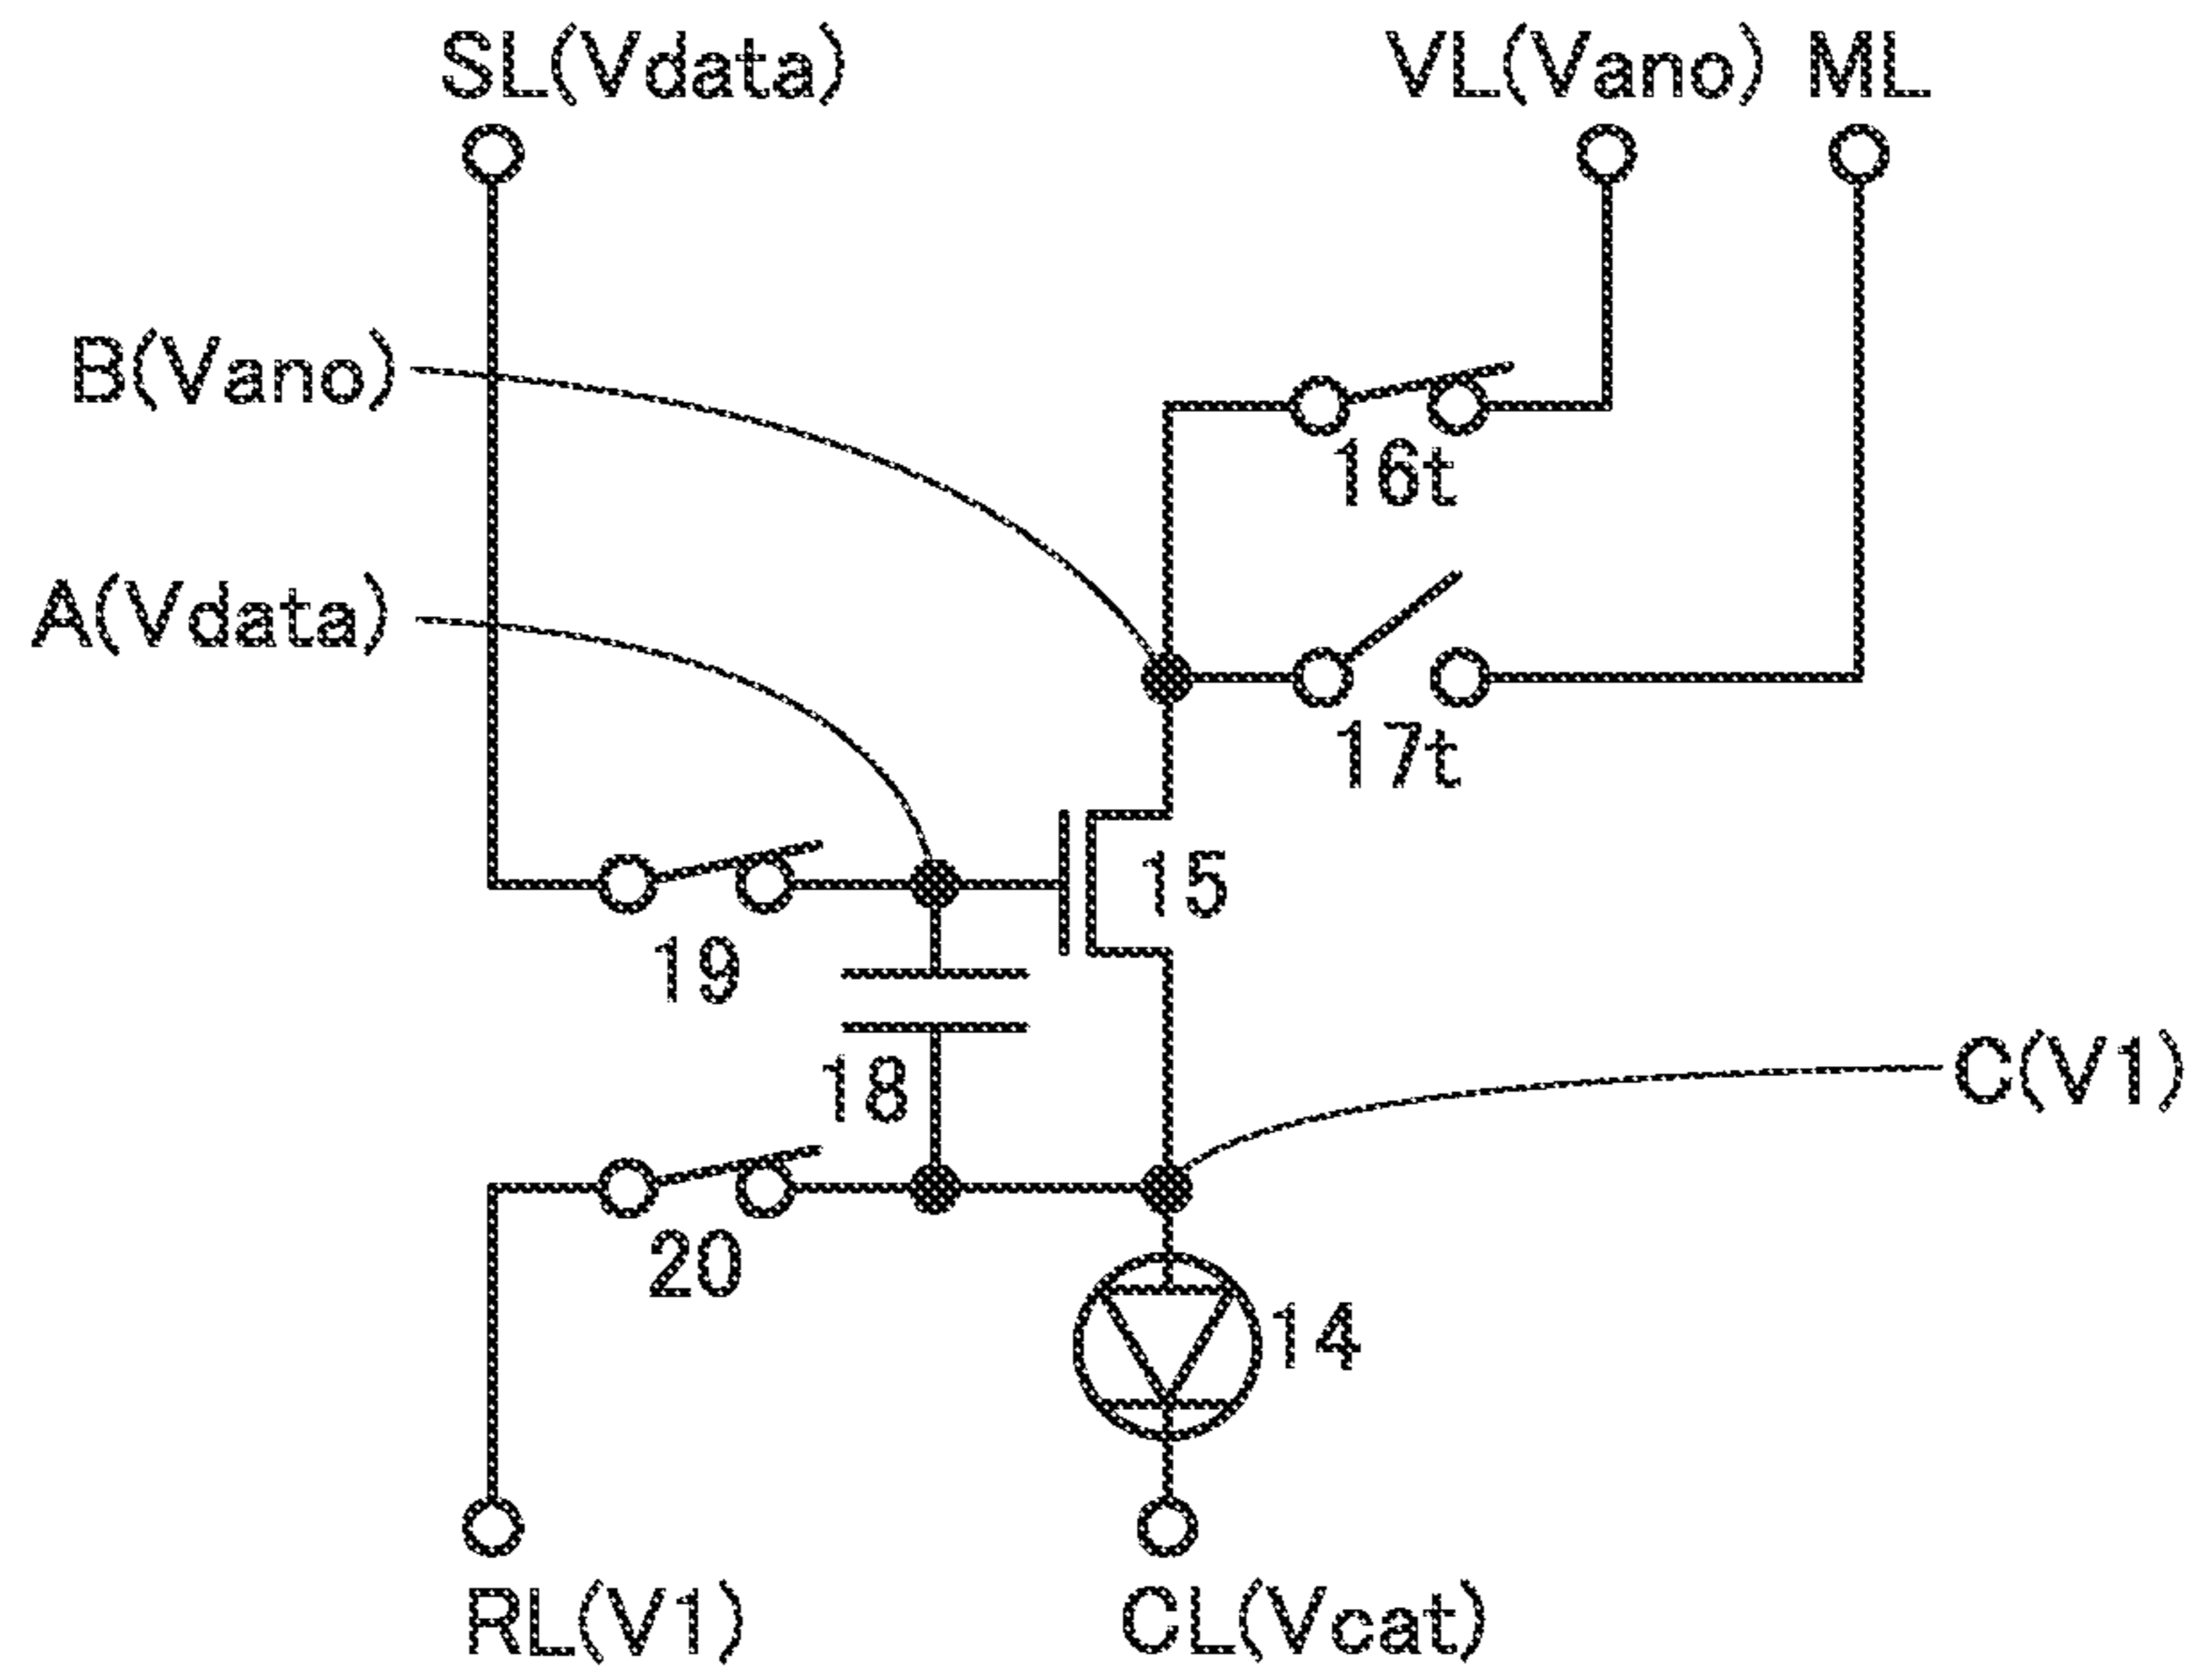 SL(Vdata)
VL(Vano) ML
B(Vano)
16t
A(Vdata)
17t
15
19
18
C(V1)
20
14
RL(V1)
CL(Vcat)